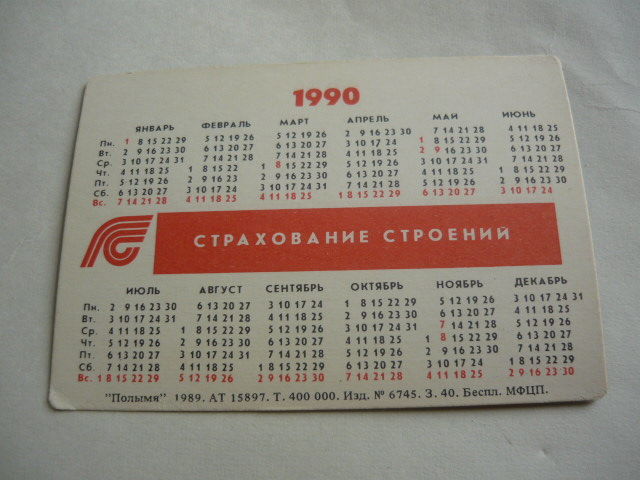 1990
ЯНВАРЬ ФЕВРАЛЬ МАРТ АПРЕЛЬ МАЙ ИЮНЬ
Пн. 1 8 15 22 29 5 12 19 26 5 12 19 26 2 9 16 23 30 7 14 21 28 4 11 18 25
Вт. 2 9 16 23 30 6 13 20 27 6 13 20 27 3 10 17 24 1 8 15 22 29 5 12 19 26
Ср. 3 10 17 24 31 7 14 21 28 7 14 21 28 4 11 18 25 2 9 16 23 30 6 13 20 27
Чт. 4 11 18 25 1 8 15 22 1 8 15 22 29 5 12 19 26 3 10 17 24 31 7 14 21 28
Пт. 5 12 19 26 2 9 16 23 2 9 16 23 30 6 13 20 27 4 11 18 25 1 8 15 22 29
Сб. 6 13 20 27 3 10 17 24 3 10 17 24 31 7 14 21 28 5 12 19 26 2 9 16 23 30
Вс. 7 14 21 28 4 11 18 25 4 11 18 25 1 8 15 22 29 6 13 20 27 3 10 17 24
СТРАХОВАНИЕ СТРОЕНИЙ
ИЮЛЬ АВГУСТ СЕНТЯБРЬ ОКТЯБРЬ НОЯБРЬ ДЕКАБРЬ
Пн. 2 9 16 23 30 6 13 20 27 3 10 17 24 1 8 15 22 29 5 12 19 26 3 10 17 24 31
Вт. 3 10 17 24 31 7 14 21 28 4 11 18 25 2 9 16 23 30 6 13 20 27 4 11 18 25
Ср. 4 11 18 25 1 8 15 22 29 5 12 19 26 3 10 17 24 31 7 14 21 28 5 12 19 26
Чт. 5 12 19 26 2 9 16 23 30 6 13 20 27 4 11 18 25 1 8 15 22 29 6 13 20 27
Пт. 6 13 20 27 3 10 17 24 31 7 14 21 28 5 12 19 26 2 9 16 23 30 7 14 21 28
Сб. 7 14 21 28 4 11 18 25 1 8 15 22 29 6 13 20 27 3 10 17 24 1 8 15 22 29
Вс. 1 8 15 22 29 5 12 19 26 2 9 16 23 30 7 14 21 28 4 11 18 25 2 9 16 23 30
"Полымя" 1989. АТ 15897. Т. 400 000. Изд. № 6745. З. 40. Беспл. МФЦП.